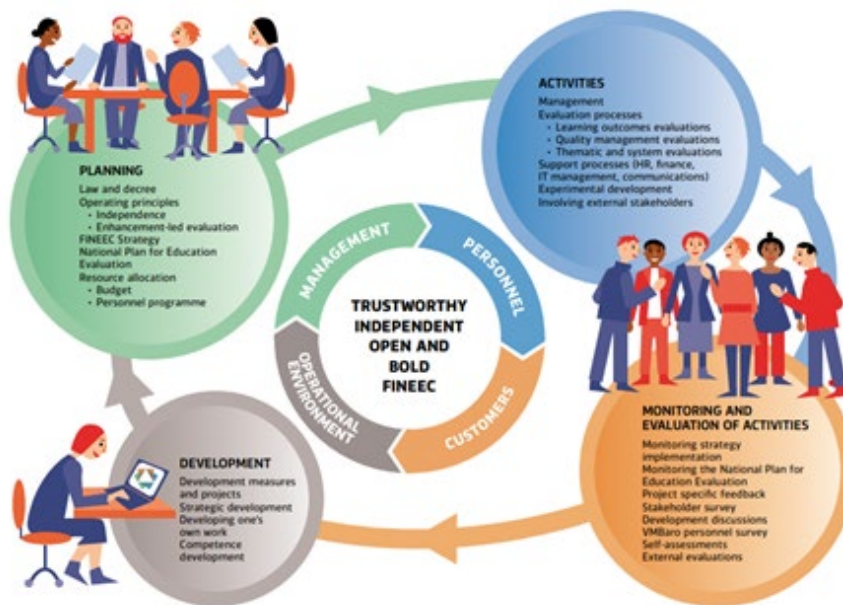 PLANNING
Law and decree
Operating principles
• Independence
• Enhancement-led evaluation
FINEEC Strategy
National Plan for Education
Evaluation
Resource allocation
• Budget
• Personnel programme
ACTIVITIES
Management
Evaluation processes
• Learning outcomes evaluations
• Quality management evaluations
• Thematic and system evaluations
Support processes (HR, finance,
IT management, communications)
Experimental development
Involving external stakeholders
MANAGEMENT
PERSONNEL
CUSTOMERS
OPERATIONAL
ENVIRONMENT
TRUSTWORTHY
INDEPENDENT
OPEN AND
BOLD
FINEEC
MONITORING AND
EVALUATION OF ACTIVITIES
Monitoring strategy
implementation
Monitoring the National Plan for
Education Evaluation
Project specific feedback
Stakeholder survey
Development discussions
VMBaro personnel survey
Self-assessments
External evaluations
DEVELOPMENT
Development measures
and projects
Strategic development
Developing one's
own work
Competence
development